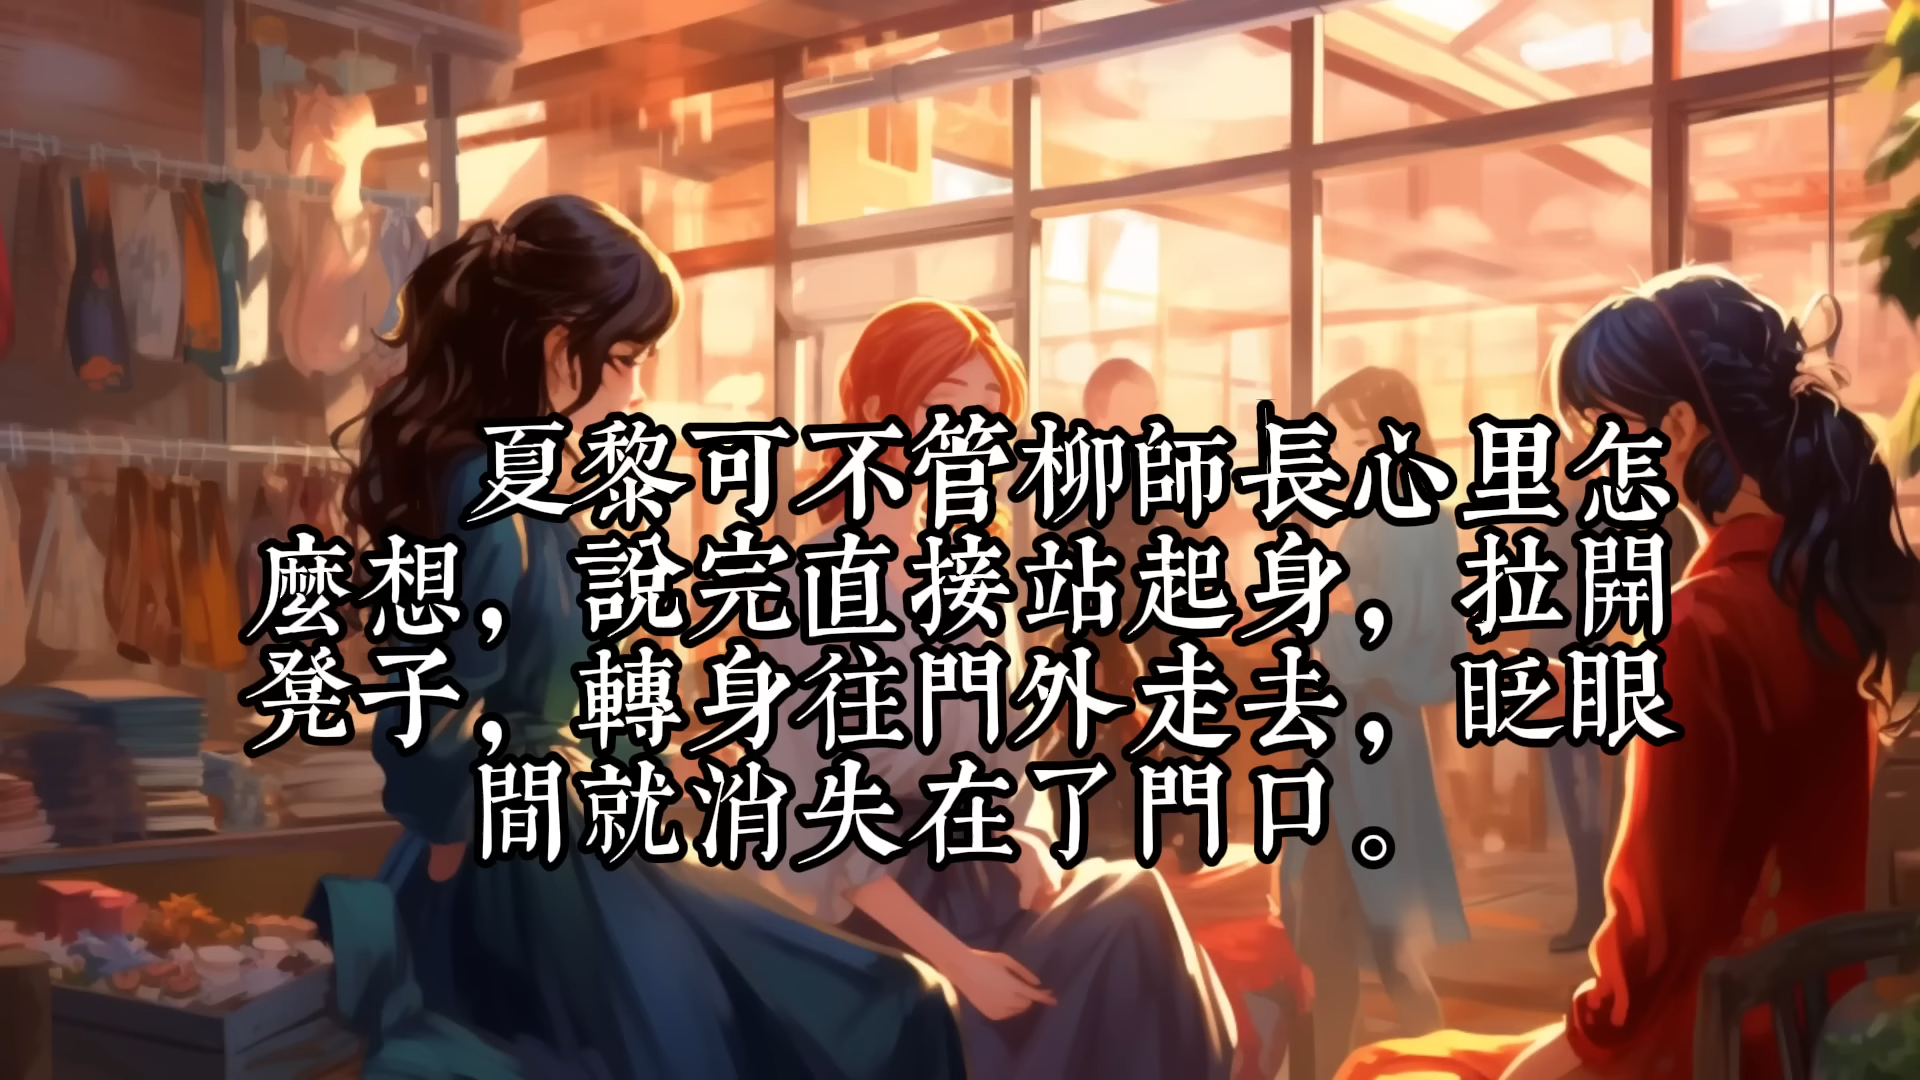 夏黎可不管柳師長心里怎
麼想，說完直接站起身，拉開
凳子，轉身往門外走去，眨眼
間就消失在了門口。